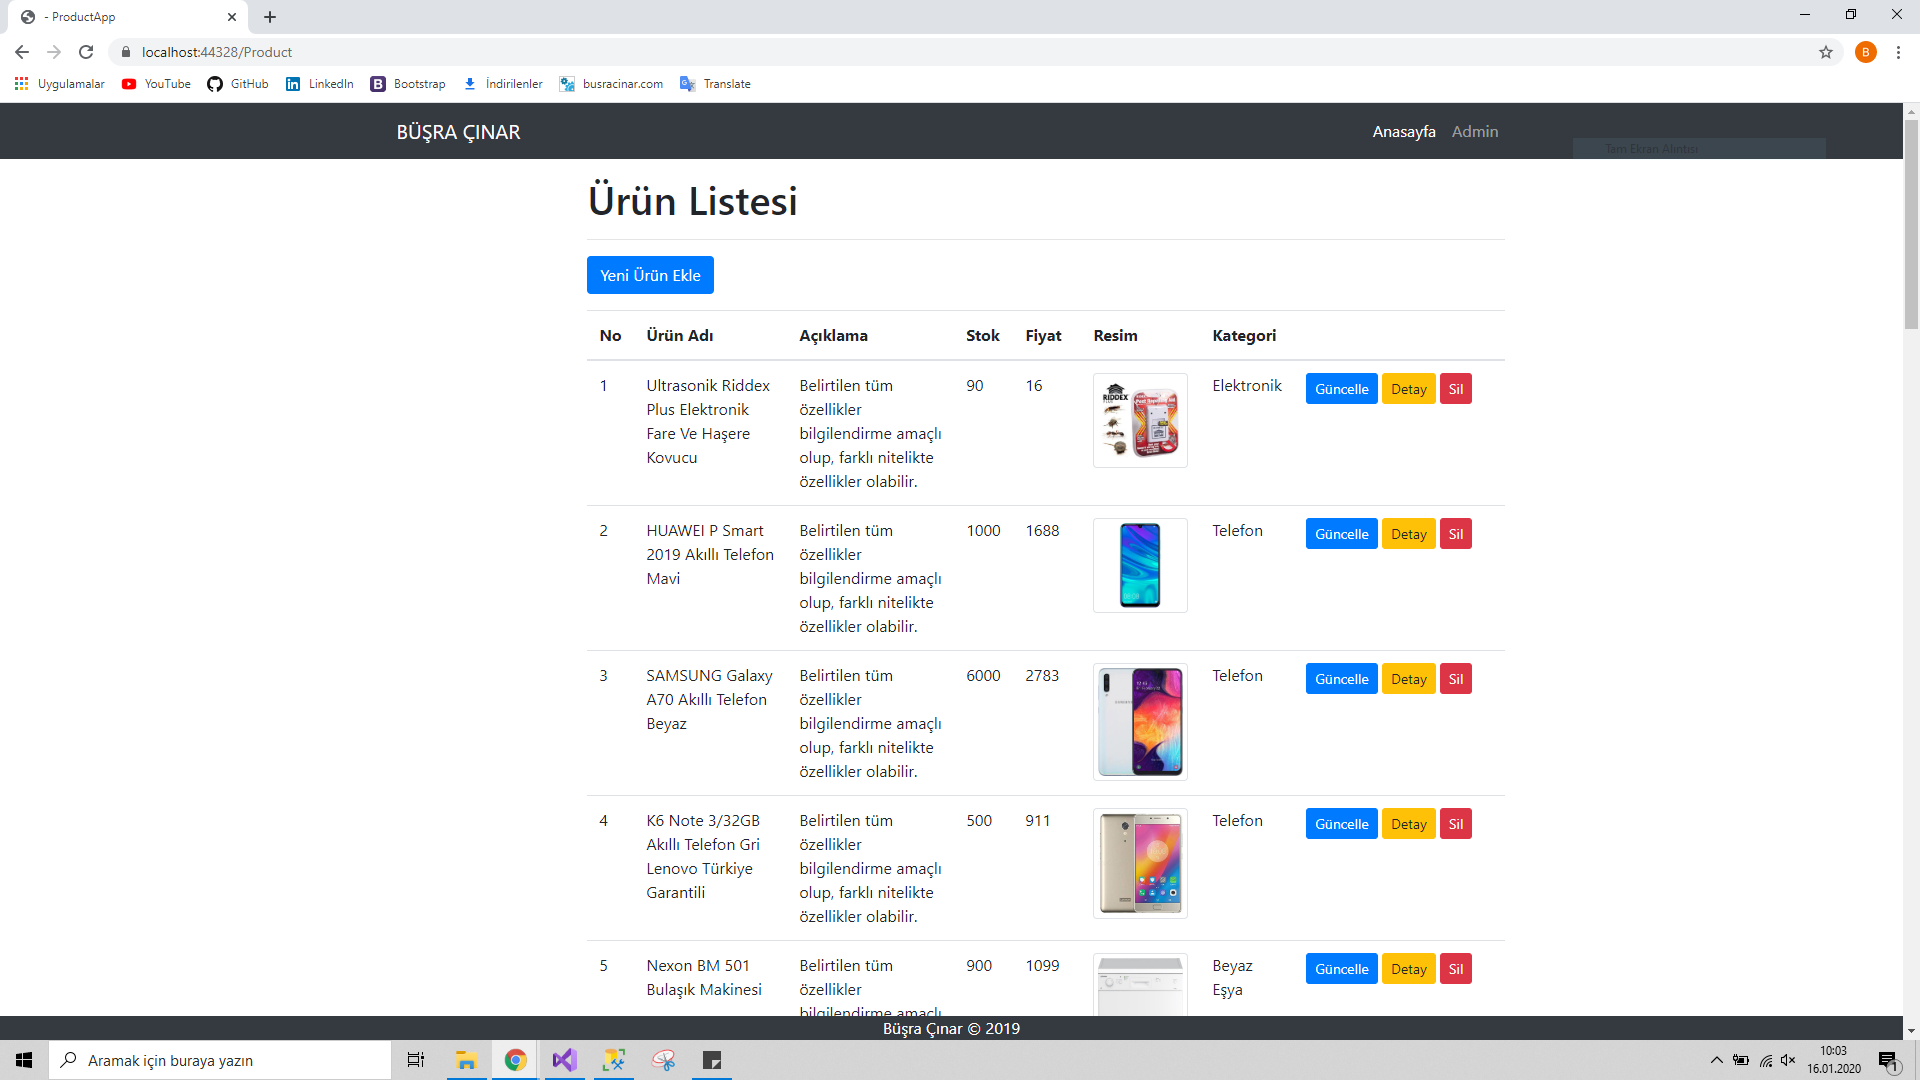 - ProductApp
localhost:44328/Product
B
Uygulamalar YouTube GitHub LinkedIn Bootstrap İndirilenler busracinar.com Translate
BÜŞRA ÇINAR Anasayfa Admin
Tam Ekran Alıntısı
Ürün Listesi
Yeni Ürün Ekle
No Ürün Adı Açıklama Stok Fiyat Resim Kategori
1 Ultrasonik Riddex Belirtilen tüm 90 16 Elektronik Güncelle Detay Sil
Plus Elektronik özellikler
Fare Ve Haşere bilgilendirme amaçlı
Kovucu olup, farklı nitelikte
özellikler olabilir.
RIDDEX
2 HUAWEI P Smart Belirtilen tüm 1000 1688 Telefon Güncelle Detay Sil
2019 Akıllı Telefon özellikler
Mavi bilgilendirme amaçlı
olup, farklı nitelikte
özellikler olabilir.
3 SAMSUNG Galaxy Belirtilen tüm 6000 2783 Telefon Güncelle Detay Sil
A70 Akıllı Telefon özellikler
Beyaz bilgilendirme amaçlı
olup, farklı nitelikte
özellikler olabilir.
4 K6 Note 3/32GB Belirtilen tüm 500 911 Telefon Güncelle Detay Sil
Akıllı Telefon Gri özellikler
Lenovo Türkiye bilgilendirme amaçlı
Garantili olup, farklı nitelikte
özellikler olabilir.
5 Nexon BM 501 Belirtilen tüm 900 1099 Beyaz Güncelle Detay Sil
Bulaşık Makinesi özellikler Eşya
bilgilendirme amaçlı
Büşra Çınar © 2019
Aramak için buraya yazın
10:03
16.01.2020
1